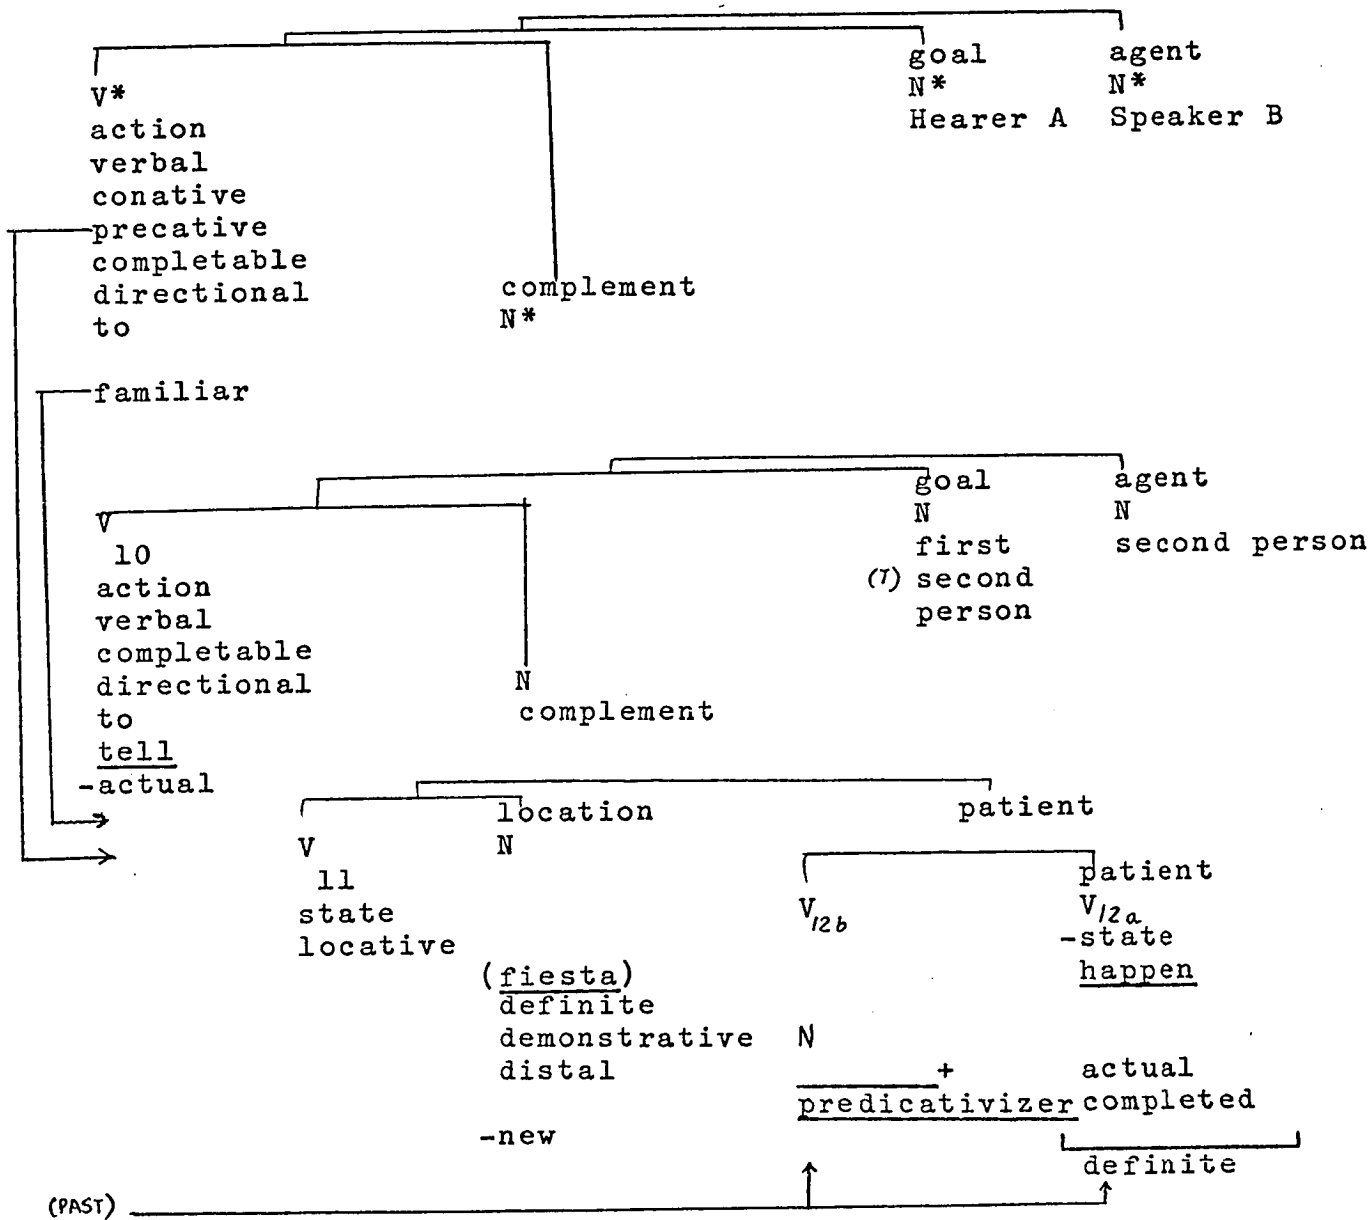 goal agent
V* N* N*
action Hearer A Speaker B
verbal
conative
precative
completable
directional complement
to N*
familiar
goal agent
V N N
10 first second person
action (T) second
verbal person
completable
directional N
to complement
tell
-actual
location patient
V N
11 patient
state V12b V12a
locative -state
(fiesta) happen
definite
demonstrative N
distal + actual
predicativizer completed
-new
definite
(PAST)